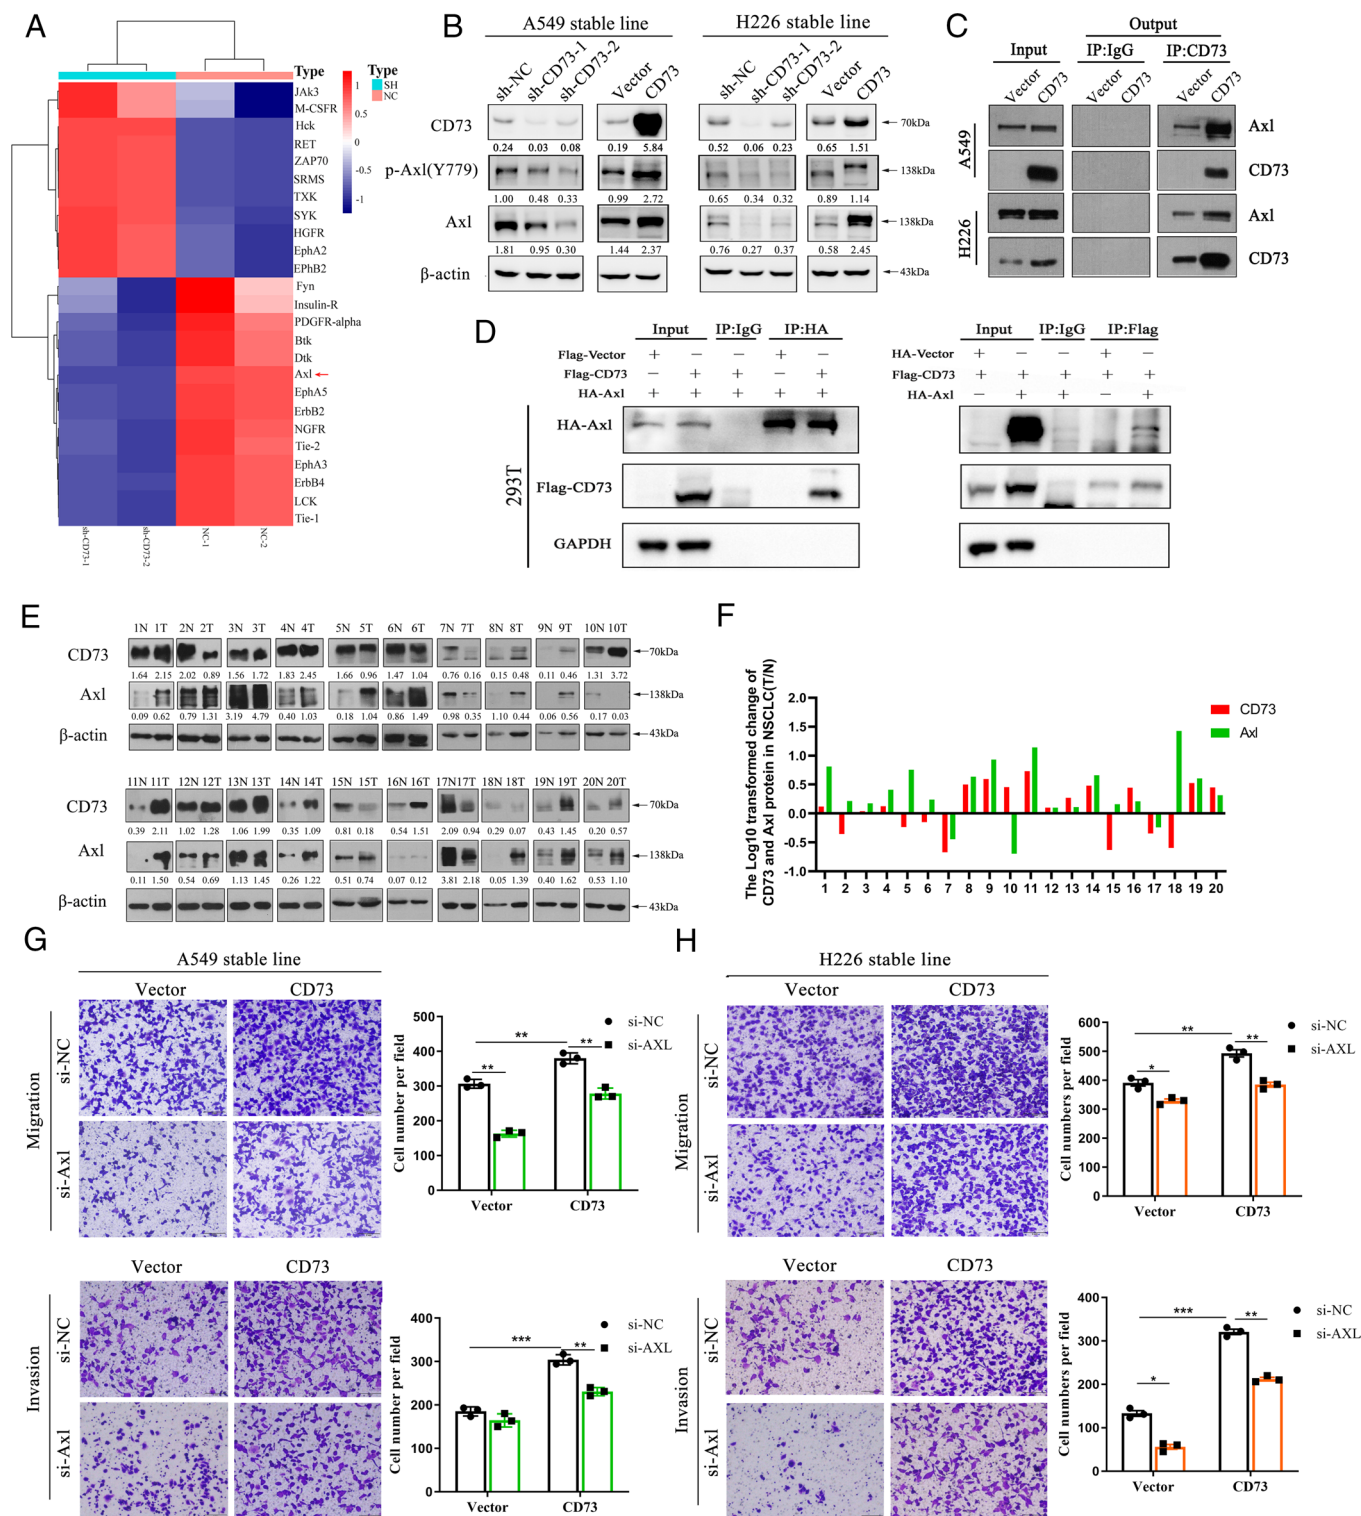 A
Type
Type
SH
NC
1
0.5
0
-0.5
-1
JAk3
M-CSFR
Hck
RET
ZAP70
SRMS
TXK
SYK
HGFR
EphA2
EPhB2
Fyn
Insulin-R
PDGFR-alpha
Btk
Dtk
Axl
EphA5
ErbB2
NGFR
Tie-2
EphA3
ErbB4
LCK
Tie-1
sh-CD73-1
sh-CD73-2
NC-1
NC-2
B
A549 stable line H226 stable line
sh-NC sh-CD73-1 sh-CD73-2 Vector CD73 sh-NC sh-CD73-1 sh-CD73-2 Vector CD73
CD73 70kDa
0.24 0.03 0.08 0.19 5.84 0.52 0.06 0.23 0.65 1.51
p-Axl(Y779) 138kDa
1.00 0.48 0.33 0.99 2.72 0.65 0.34 0.32 0.89 1.14
Axl 138kDa
1.81 0.95 0.30 1.44 2.37 0.76 0.27 0.37 0.58 2.45
β-actin 43kDa
C
Output
Input IP:IgG IP:CD73
Vector CD73 Vector CD73 Vector CD73
A549
Axl
CD73
H226
Axl
CD73
D
Input IP:IgG IP:HA
Flag-Vector + − − + −
Flag-CD73 − + + − +
HA-Axl + + + + +
Input IP:IgG IP:Flag
HA-Vector + − − + −
Flag-CD73 + + + + +
HA-Axl − + + − +
293T
HA-Axl
Flag-CD73
GAPDH
E
1N 1T 2N 2T 3N 3T 4N 4T 5N 5T 6N 6T 7N 7T 8N 8T 9N 9T 10N 10T
CD73 70kDa
1.64 2.15 2.02 0.89 1.56 1.72 1.83 2.45 1.66 0.96 1.47 1.04 0.76 0.16 0.15 0.48 0.11 0.46 1.31 3.72
Axl 138kDa
0.09 0.62 0.79 1.31 3.19 4.79 0.40 1.03 0.18 1.04 0.86 1.49 0.98 0.35 1.10 0.44 0.06 0.56 0.17 0.03
β-actin 43kDa
11N 11T 12N 12T 13N 13T 14N 14T 15N 15T 16N 16T 17N 17T 18N 18T 19N 19T 20N 20T
CD73 70kDa
0.39 2.11 1.02 1.28 1.06 1.99 0.35 1.09 0.81 0.18 0.54 1.51 2.09 0.94 0.29 0.07 0.43 1.45 0.20 0.57
Axl 138kDa
0.11 1.50 0.54 0.69 1.13 1.45 0.26 1.22 0.51 0.74 0.07 0.12 3.81 2.18 0.05 1.39 0.40 1.62 0.53 1.10
β-actin 43kDa
F
The Log10 transformed change of
CD73 and Axl protein in NSCLC(T/N)
2.0
1.5
1.0
0.5
0.0
-0.5
-1.0
1 2 3 4 5 6 7 8 9 10 11 12 13 14 15 16 17 18 19 20
CD73
Axl
G
A549 stable line
Vector CD73
Migration
si-NC
si-Axl
Cell number per field
500
400
300
200
100
0
** ** **
si-NC
si-AXL
Vector CD73
Vector CD73
Invasion
si-NC
si-Axl
Cell number per field
400
300
200
100
0
*** **
si-NC
si-AXL
Vector CD73
H
H226 stable line
Vector CD73
Migration
si-NC
si-Axl
Cell numbers per field
600
500
400
300
200
100
0
* ** **
si-NC
si-AXL
Vector CD73
Vector CD73
Invasion
si-NC
si-Axl
Cell numbers per field
400
300
200
100
0
* *** **
si-NC
si-AXL
Vector CD73